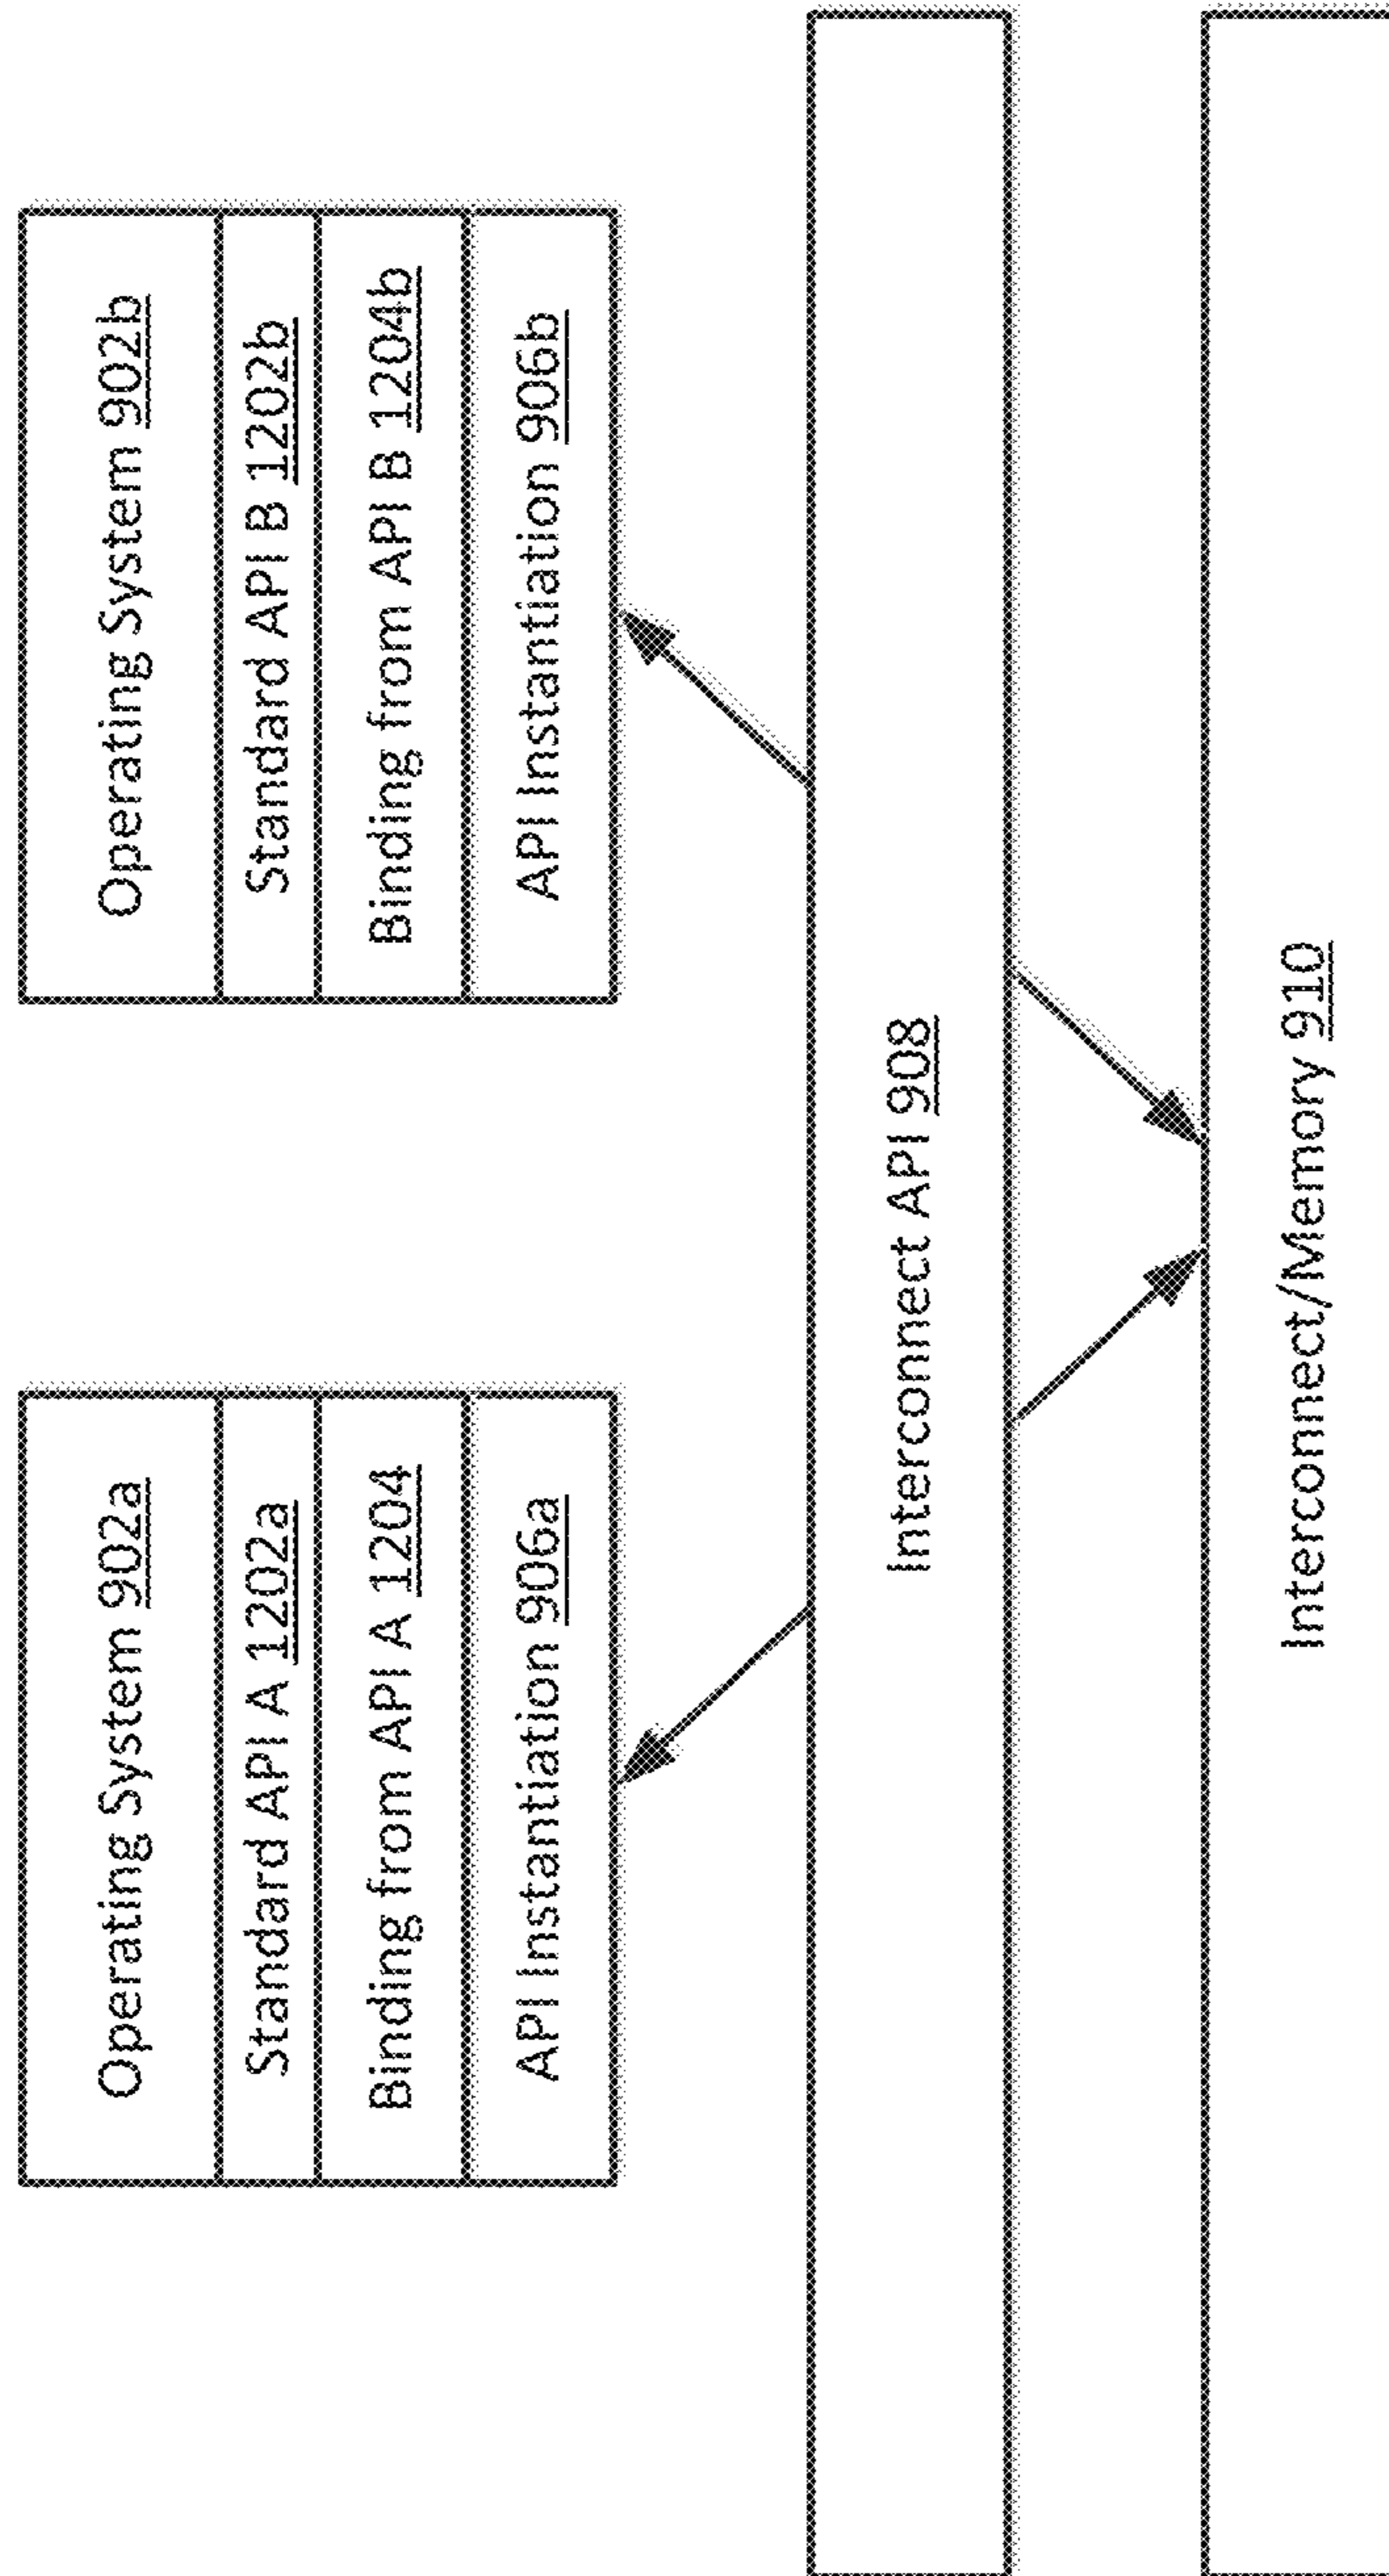 Operating System 902a
Standard API A 1202a
Binding from API A 1204
API Instantiation 906a
Operating System 902b
Standard API B 1202b
Binding from API B 1204b
API Instantiation 906b
Interconnect API 908
Interconnect/Memory 910